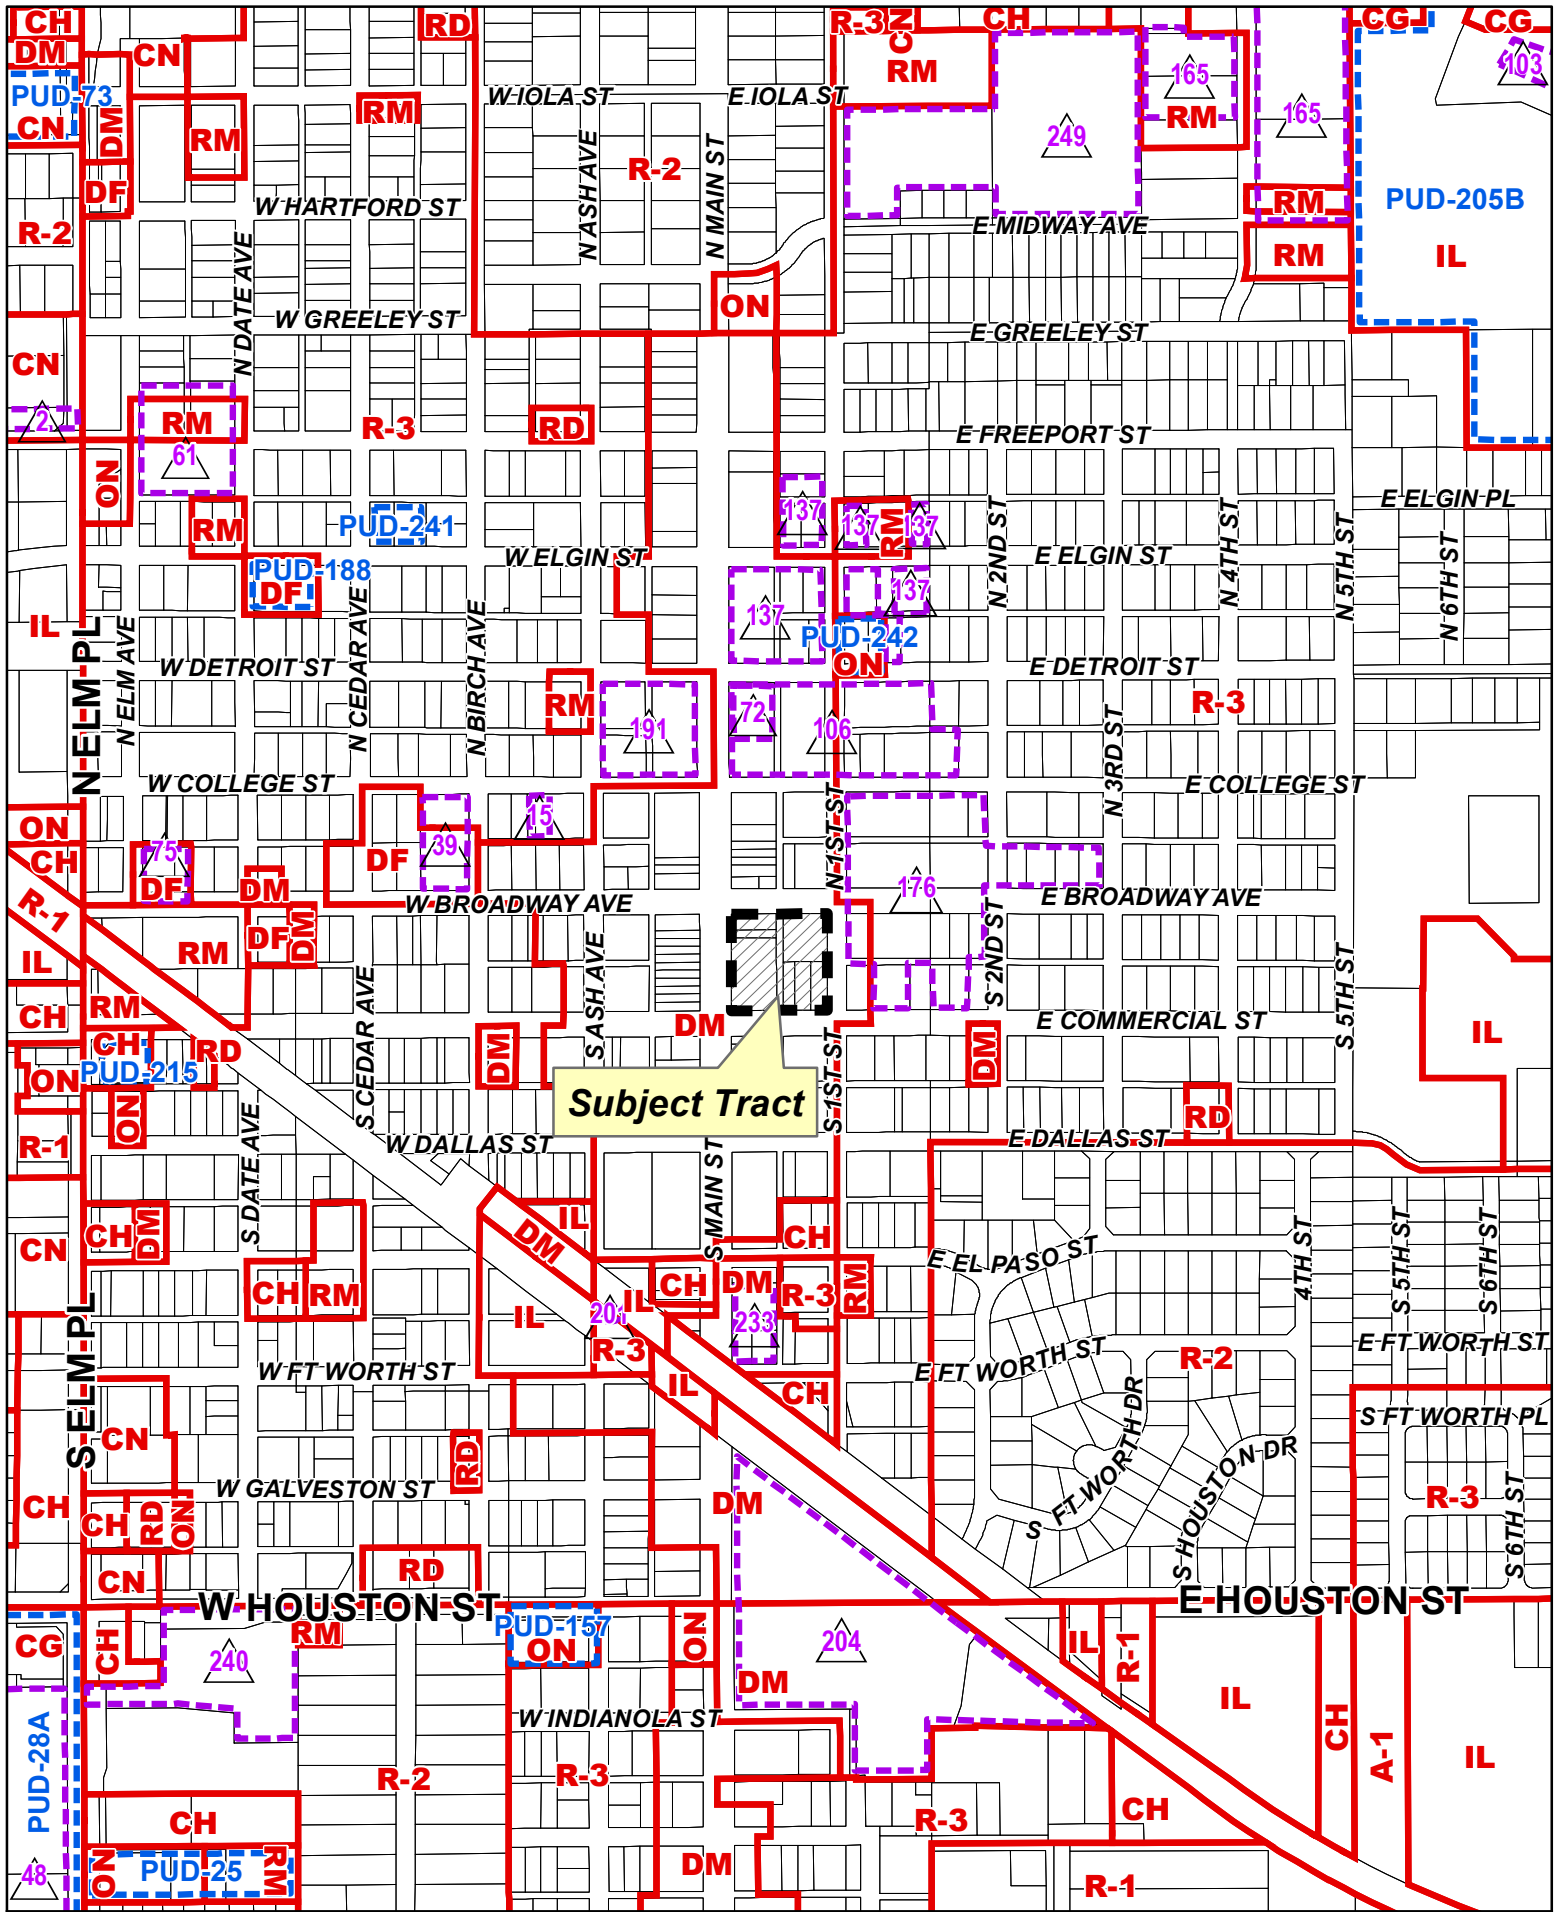 CH
RD
R-3
CN
CH
CG
CG
DM
CN
RM
165
103
PUD-73
RM
W IOLA ST
E IOLA ST
CN
DM
RM
249
RM
165
R-2
N ASH AVE
N MAIN ST
DF
W HARTFORD ST
RM
PUD-205B
R-2
E MIDWAY AVE
N DATE AVE
RM
IL
ON
W GREELEY ST
E GREELEY ST
CN
2
RM
R-3
RD
E FREEPORT ST
61
ON
137
E ELGIN PL
RM
PUD-241
137
RM
137
N 2ND ST
N 4TH ST
N 5TH ST
N 6TH ST
W ELGIN ST
E ELGIN ST
PUD-188
DF
137
137
IL
N ELM PL
N ELM AVE
N CEDAR AVE
N BIRCH AVE
PUD-242
W DETROIT ST
ON
E DETROIT ST
RM
R-3
191
72
106
N 3RD ST
W COLLEGE ST
E COLLEGE ST
15
N 1ST ST
ON
39
CH
75
DF
DF
DM
176
R-1
W BROADWAY AVE
E BROADWAY AVE
RM
DF
DM
IL
S ASH AVE
S 2ND ST
S 5TH ST
S CEDAR AVE
CH
RM
DM
E COMMERCIAL ST
IL
CH
RD
DM
DM
S 1ST ST
PUD-215
ON
Subject Tract
ON
RD
R-1
S DATE AVE
W DALLAS ST
E DALLAS ST
S MAIN ST
CN
CH
DM
DM
IL
CH
E EL PASO ST
4TH ST
S 5TH ST
S 6TH ST
CH
RM
CH
DM
R-3
RM
S ELM PL
IL
201
IL
233
R-3
E FT WORTH ST
R-2
E FT WORTH ST
W FT WORTH ST
IL
CH
S FT WORTH PL
CN
RD
S FT WORTH DR
S HOUSTON DR
W GALVESTON ST
CH
CH
RD
ON
DM
R-3
S 6TH ST
CN
RD
W HOUSTON ST
E HOUSTON ST
CG
CH
RM
PUD-157
ON
ON
204
IL
R-1
240
DM
IL
W INDIANOLA ST
PUD-28A
CH
A-1
IL
R-2
R-3
CH
R-3
CH
48
ON
PUD-25
RM
DM
R-1